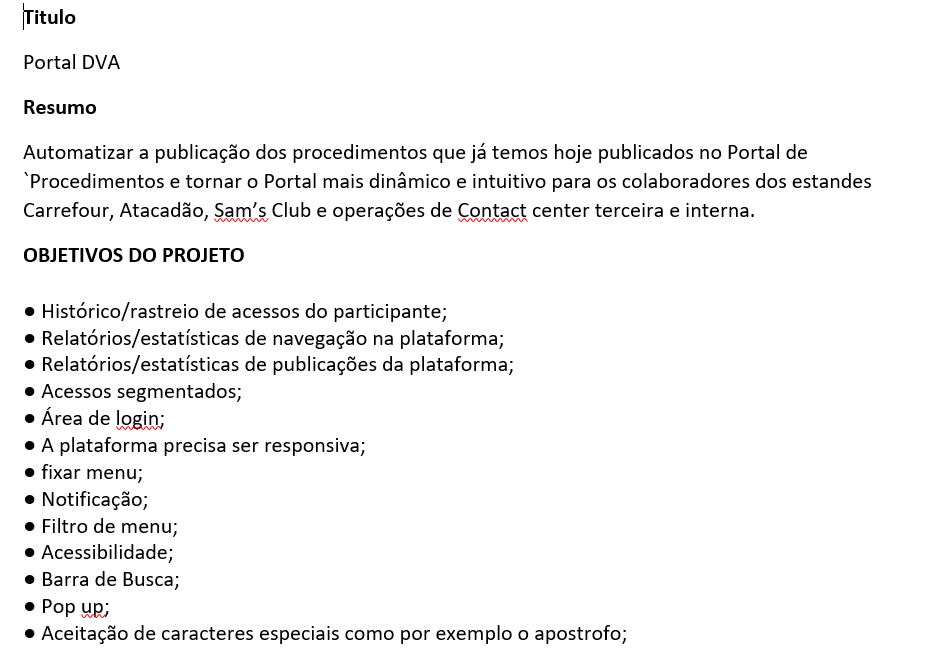 Titulo
Portal DVA
Resumo
Automatizar a publicação dos procedimentos que já temos hoje publicados no Portal de
`Procedimentos e tornar o Portal mais dinâmico e intuitivo para os colaboradores dos estandes
Carrefour, Atacadão, Sam’s Club e operações de Contact center terceira e interna.
OBJETIVOS DO PROJETO
● Histórico/rastreio de acessos do participante;
● Relatórios/estatísticas de navegação na plataforma;
● Relatórios/estatísticas de publicações da plataforma;
● Acessos segmentados;
● Área de login;
● A plataforma precisa ser responsiva;
● fixar menu;
● Notificação;
● Filtro de menu;
● Acessibilidade;
● Barra de Busca;
● Pop up;
● Aceitação de caracteres especiais como por exemplo o apostrofo;